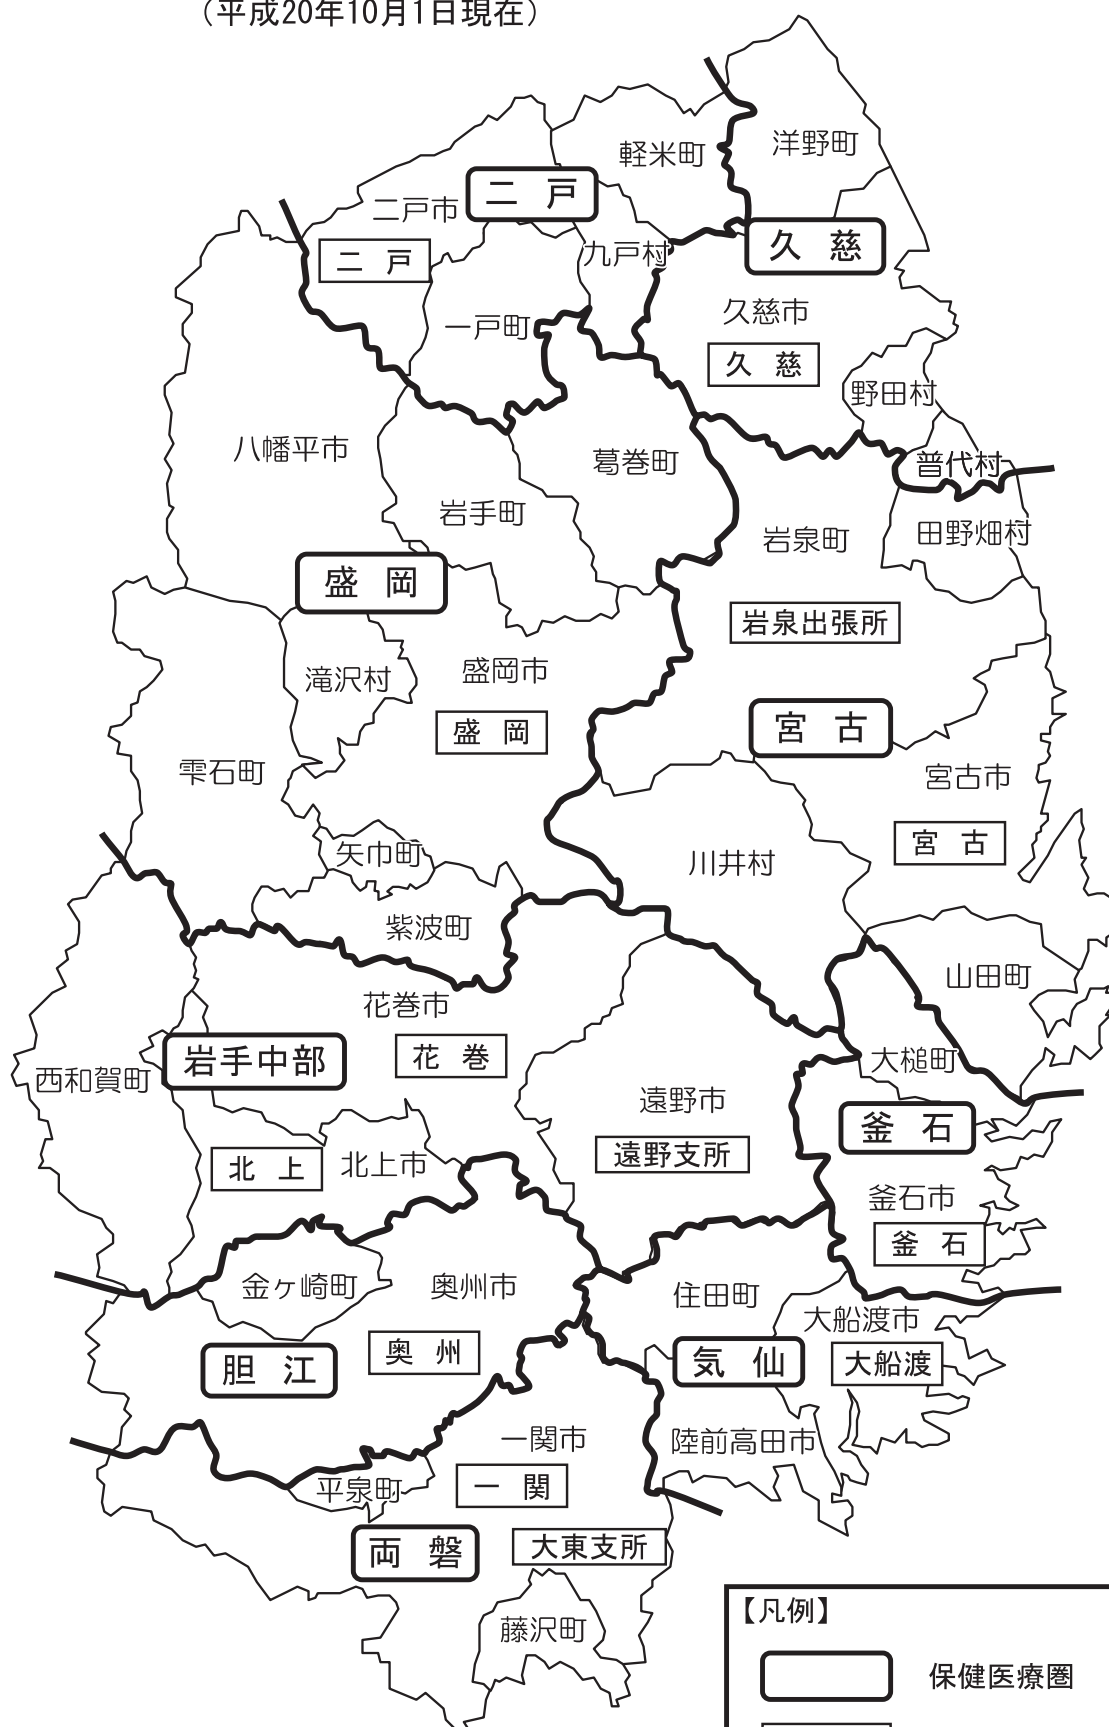 （平成20年10月1日現在）
洋野町
軽米町
二戸
二戸市
久慈
九戸村
二戸
久慈市
一戸町
久慈
野田村
八幡平市
葛巻町
普代村
岩手町
岩泉町
田野畑村
盛岡
岩泉出張所
滝沢村
盛岡市
盛岡
宮古
雫石町
宮古市
宮古
矢巾町
川井村
紫波町
山田町
花巻市
岩手中部
花巻
大槌町
西和賀町
遠野市
釜石
北上
北上市
遠野支所
釜石市
釜石
金ヶ崎町
奥州市
住田町
大船渡市
胆江
奥州
気仙
大船渡
一関市
陸前高田市
平泉町
一関
両磐
大東支所
藤沢町
【凡例】
保健医療圏